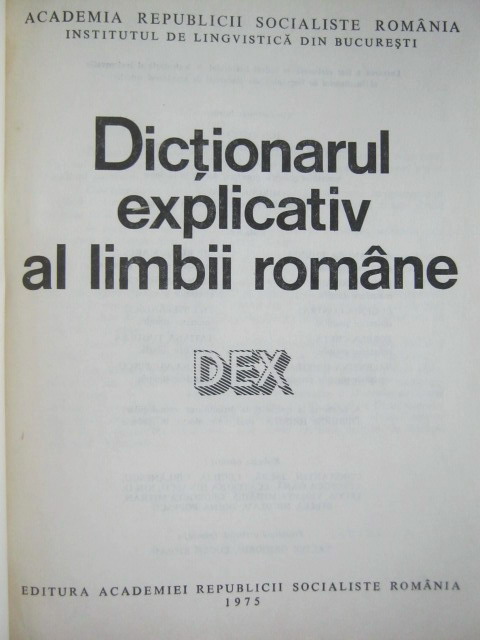 ACADEMIA REPUBLICII SOCIALISTE ROMÂNIA
INSTITUTUL DE LINGVISTICĂ DIN BUCUREȘTI
Dicționarul
explicativ
al limbii române
DEX
EDITURA ACADEMIEI REPUBLICII SOCIALISTE ROMÂNIA
1975